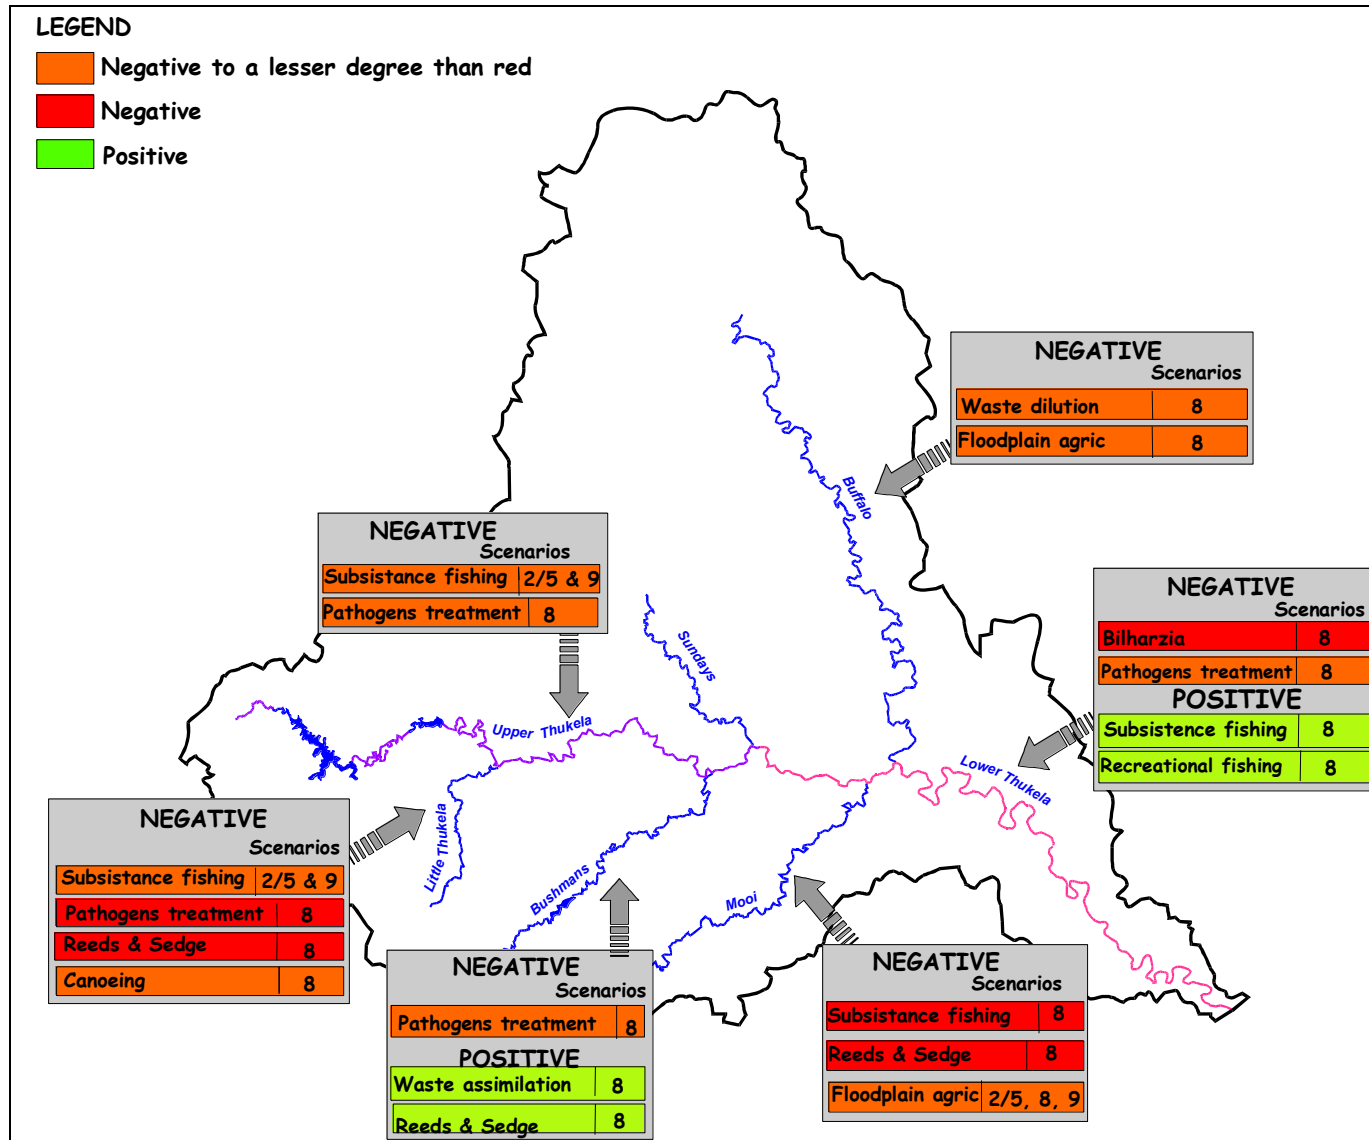 LEGEND
Negative to a lesser degree than red
Negative
Positive
NEGATIVE
Scenarios
Waste dilution 8
Floodplain agric 8
Buffalo
NEGATIVE
Scenarios
Subsistance fishing 2/5 & 9
Pathogens treatment 8
Sundays
Upper Thukela
NEGATIVE
Scenarios
Bilharzia 8
Pathogens treatment 8
POSITIVE
Subsistence fishing 8
Recreational fishing 8
Lower Thukela
NEGATIVE
Scenarios
Subsistance fishing 2/5 & 9
Pathogens treatment 8
Reeds & Sedge 8
Canoeing 8
Little Thukela
Bushmans
Mooi
NEGATIVE
Scenarios
Pathogens treatment 8
POSITIVE
Waste assimilation 8
Reeds & Sedge 8
NEGATIVE
Scenarios
Subsistance fishing 8
Reeds & Sedge 8
Floodplain agric 2/5, 8, 9